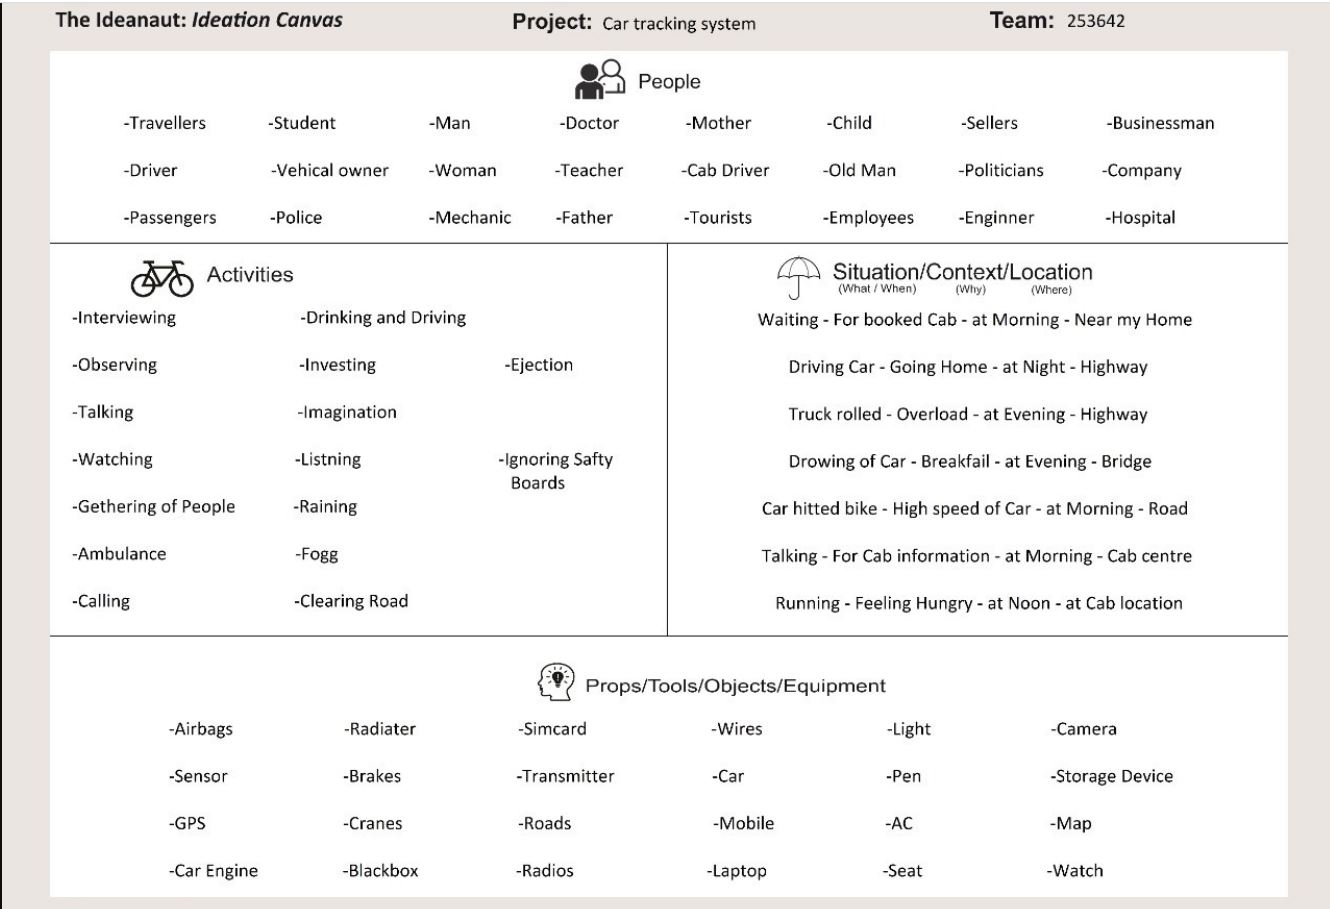 The Ideanaut: Ideation Canvas Project: Car tracking system Team: 253642
People
-Travellers -Student -Man -Doctor -Mother -Child -Sellers -Businessman
-Driver -Vehical owner -Woman -Teacher -Cab Driver -Old Man -Politicians -Company
-Passengers -Police -Mechanic -Father -Tourists -Employees -Enginner -Hospital
Activities
-Interviewing -Drinking and Driving
-Observing -Investing -Ejection
-Talking -Imagination
-Watching -Listning -Ignoring Safty
Boards
-Gethering of People -Raining
-Ambulance -Fogg
-Calling -Clearing Road
Situation/Context/Location
(What / When) (Why) (Where)
Waiting - For booked Cab - at Morning - Near my Home
Driving Car - Going Home - at Night - Highway
Truck rolled - Overload - at Evening - Highway
Drowing of Car - Breakfail - at Evening - Bridge
Car hitted bike - High speed of Car - at Morning - Road
Talking - For Cab information - at Morning - Cab centre
Running - Feeling Hungry - at Noon - at Cab location
Props/Tools/Objects/Equipment
-Airbags -Radiater -Simcard -Wires -Light -Camera
-Sensor -Brakes -Transmitter -Car -Pen -Storage Device
-GPS -Cranes -Roads -Mobile -AC -Map
-Car Engine -Blackbox -Radios -Laptop -Seat -Watch